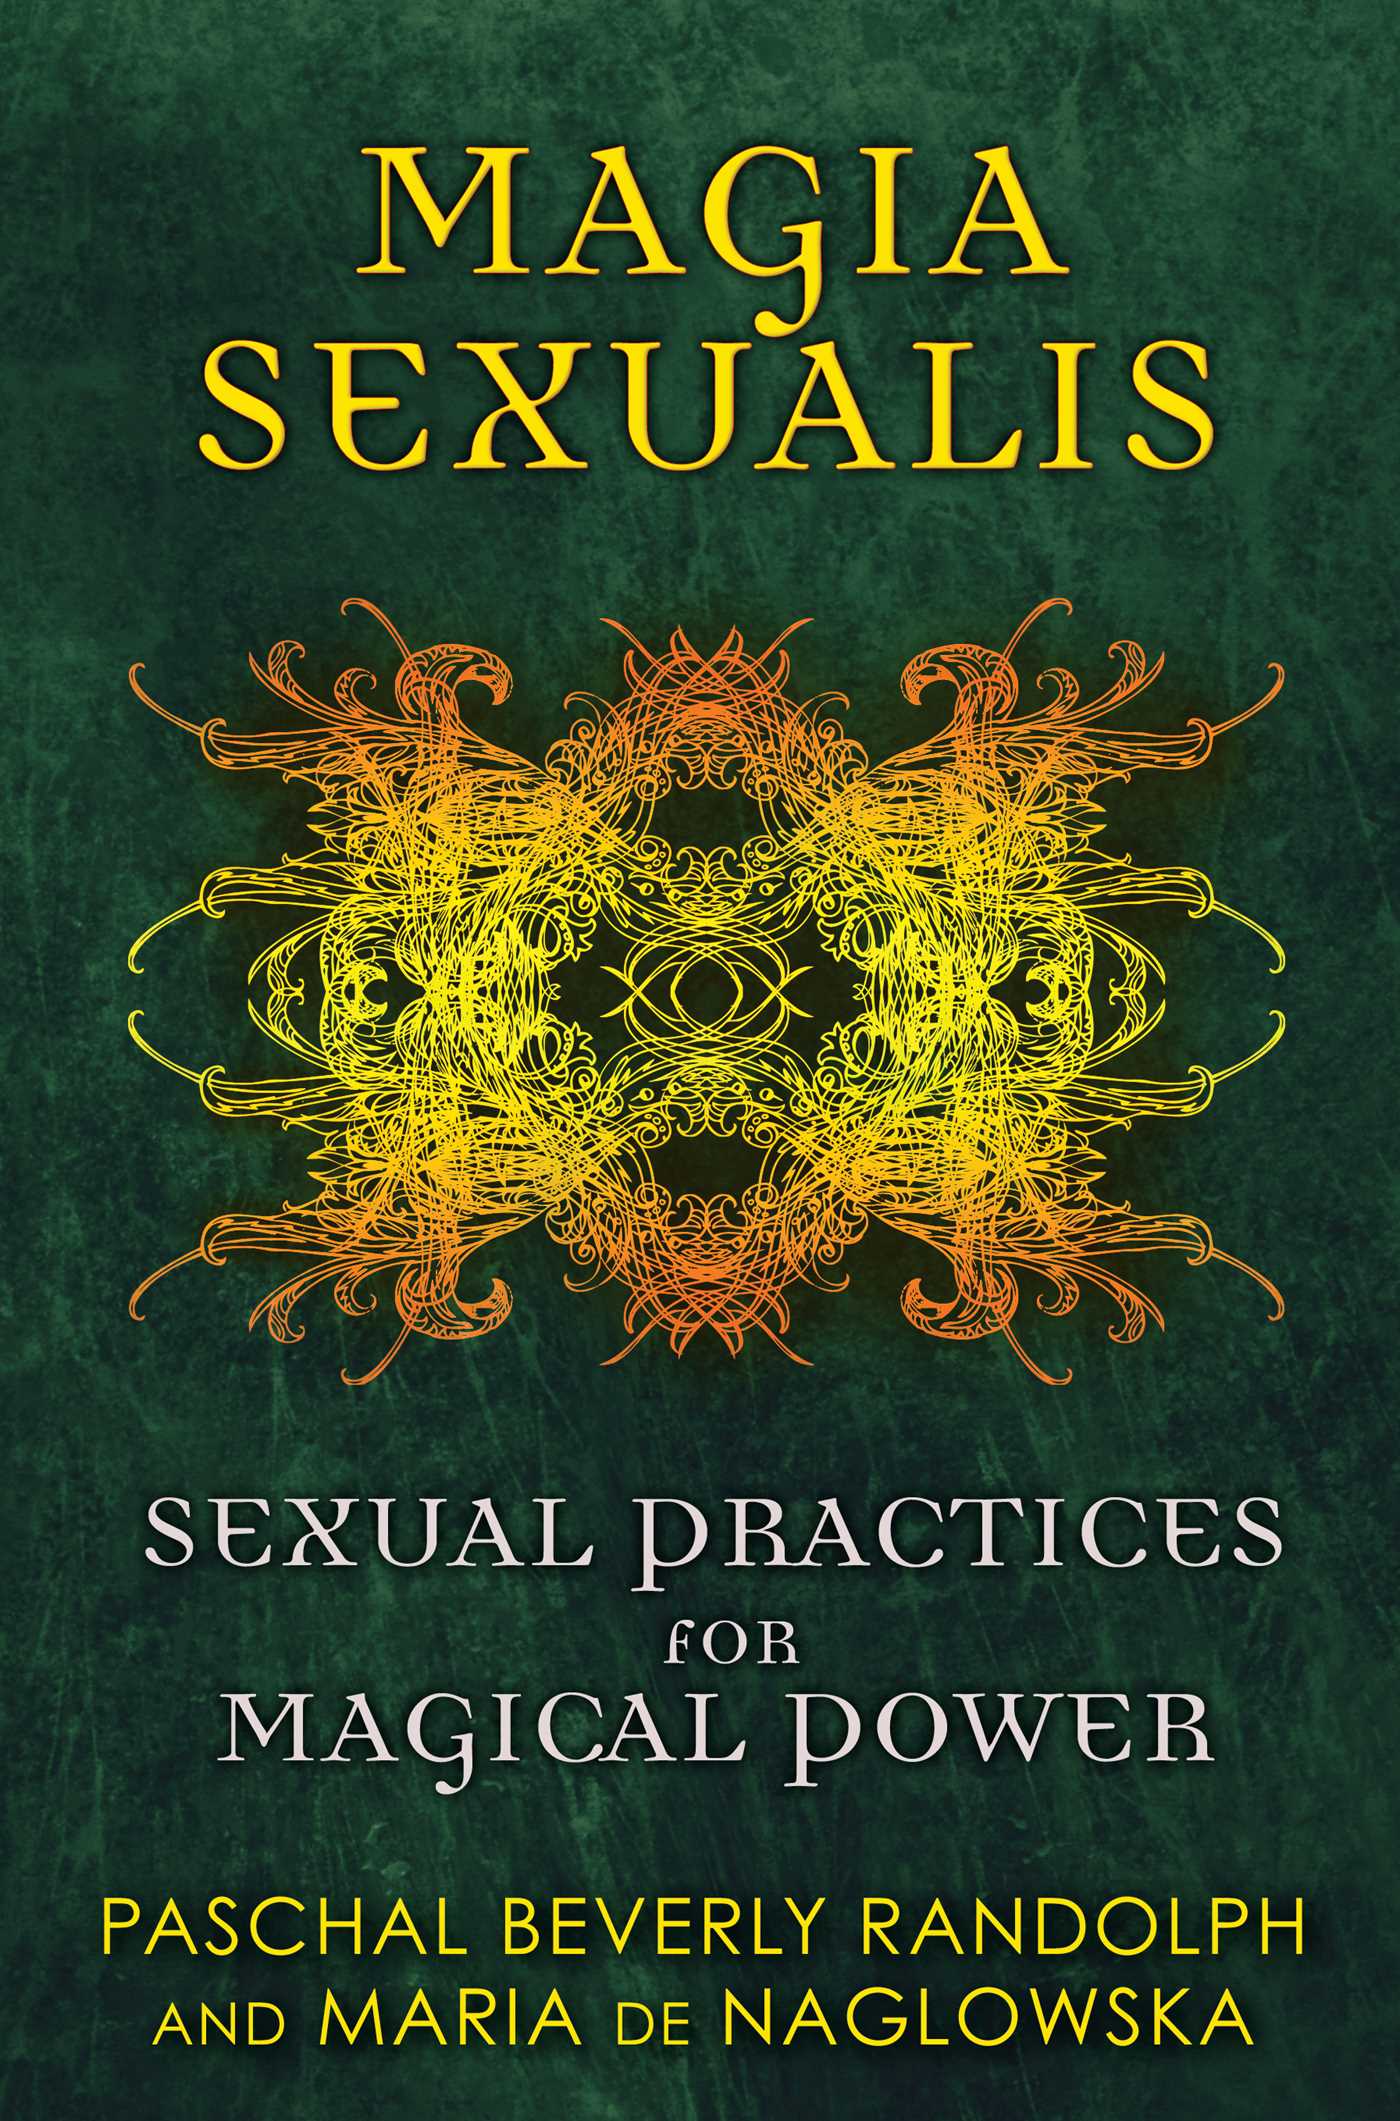 MAGIA
SEXUALIS
SEXUAL PRACTICES
FOR
MAGICAL POWER
PASCHAL BEVERLY RANDOLPH
AND MARIA DE NAGLOWSKA